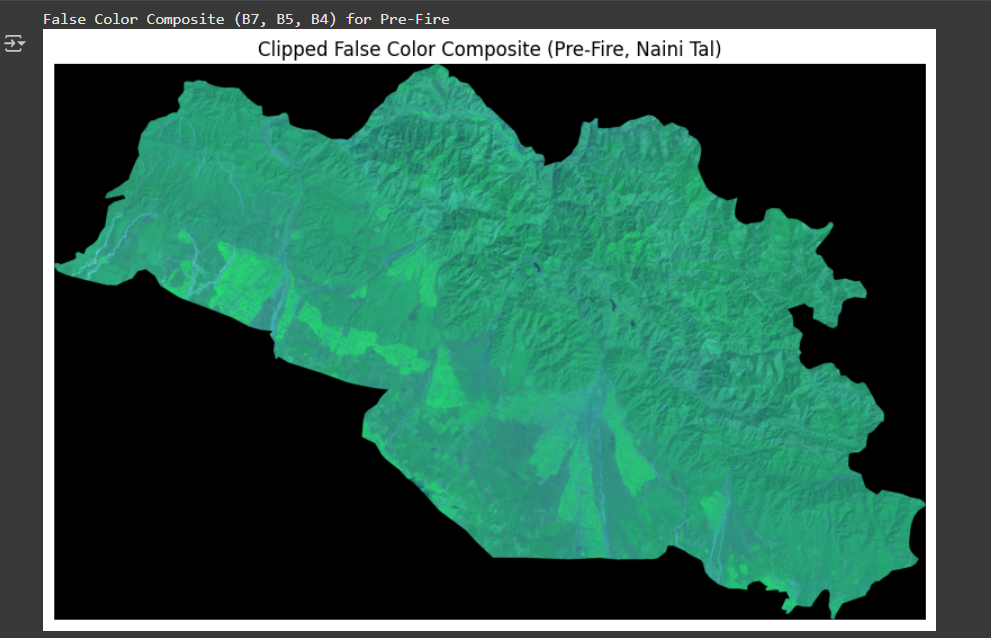 False Color Composite (B7, B5, B4) for Pre-Fire
Clipped False Color Composite (Pre-Fire, Naini Tal)